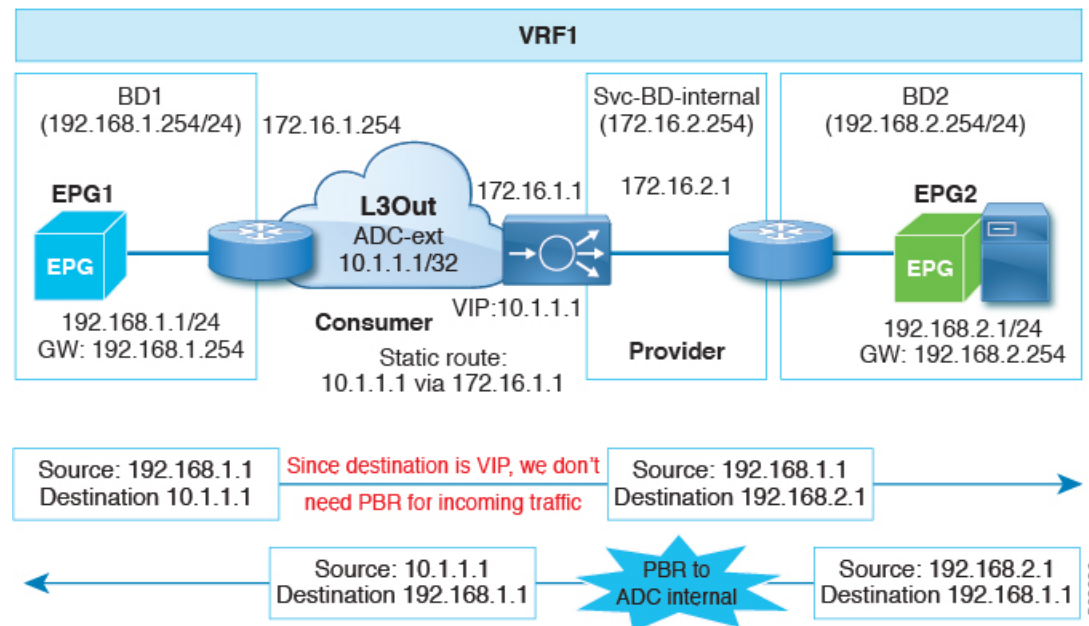 VRF1
BD1
(192.168.1.254/24)
172.16.1.254
Svc-BD-internal
(172.16.2.254)
BD2
(192.168.2.254/24)
EPG1
EPG
L3Out
ADC-ext
10.1.1.1/32
172.16.1.1
172.16.2.1
EPG2
EPG
192.168.1.1/24
GW: 192.168.1.254
Consumer
VIP:10.1.1.1
Static route:
10.1.1.1 via 172.16.1.1
Provider
192.168.2.1/24
GW: 192.168.2.254
Source: 192.168.1.1
Destination 10.1.1.1
Since destination is VIP, we don't
need PBR for incoming traffic
Source: 192.168.1.1
Destination 192.168.2.1
Source: 10.1.1.1
Destination 192.168.1.1
PBR to
ADC internal
Source: 192.168.2.1
Destination 192.168.1.1